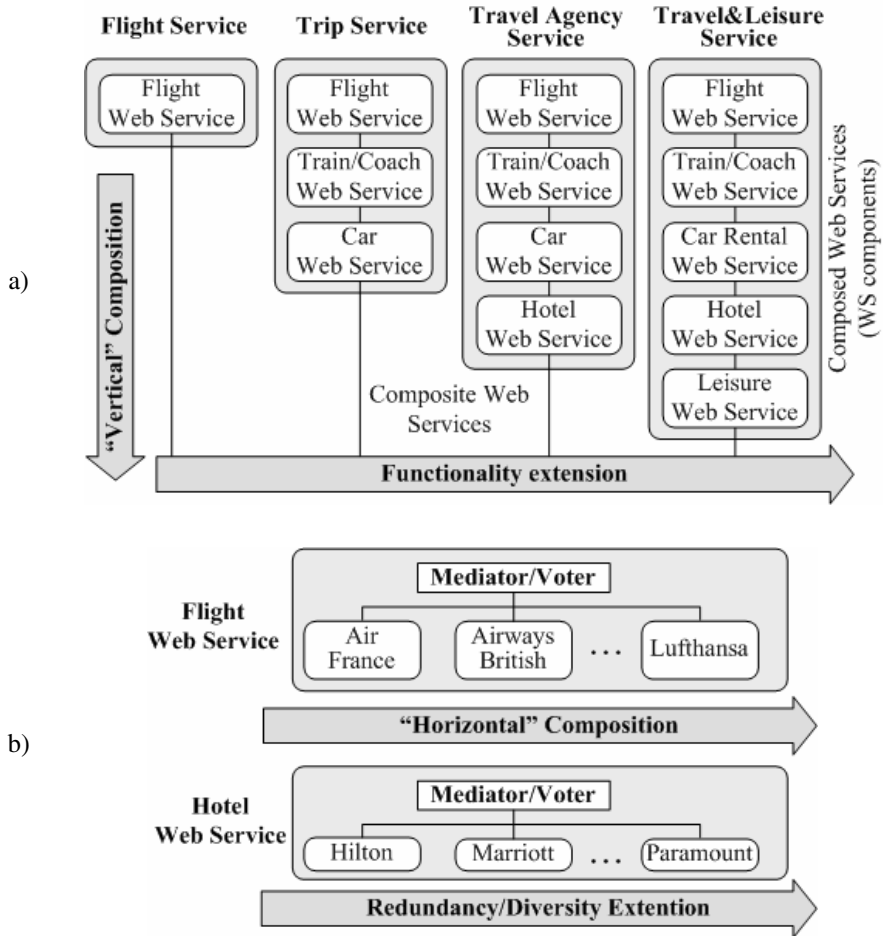 Flight Service
Trip Service
Travel Agency
Service
Travel&Leisure
Service
Flight
Web Service
Flight
Web Service
Train/Coach
Web Service
Car
Web Service
Flight
Web Service
Train/Coach
Web Service
Car
Web Service
Hotel
Web Service
Flight
Web Service
Train/Coach
Web Service
Car Rental
Web Service
Hotel
Web Service
Leisure
Web Service
Composed Web Services
(WS components)
a)
“Vertical” Composition
Composite Web
Services
Functionality extension
b)
Flight
Web Service
Mediator/Voter
Air
France
Airways
British
...
Lufthansa
“Horizontal” Composition
Hotel
Web Service
Mediator/Voter
Hilton
Marriott
...
Paramount
Redundancy/Diversity Extention